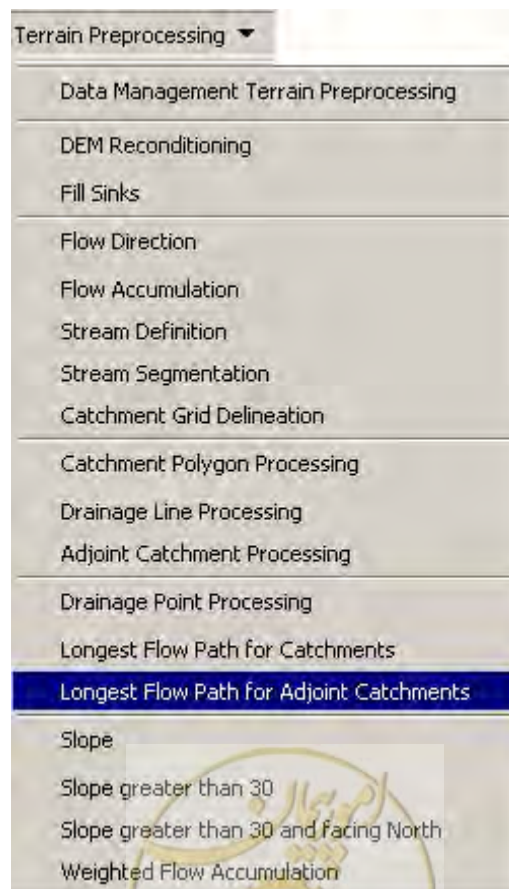 Terrain Preprocessing
Data Management Terrain Preprocessing
DEM Reconditioning
Fill Sinks
Flow Direction
Flow Accumulation
Stream Definition
Stream Segmentation
Catchment Grid Delineation
Catchment Polygon Processing
Drainage Line Processing
Adjoint Catchment Processing
Drainage Point Processing
Longest Flow Path for Catchments
Longest Flow Path for Adjoint Catchments
Slope
Slope greater than 30
Slope greater than 30 and facing North
Weighted Flow Accumulation